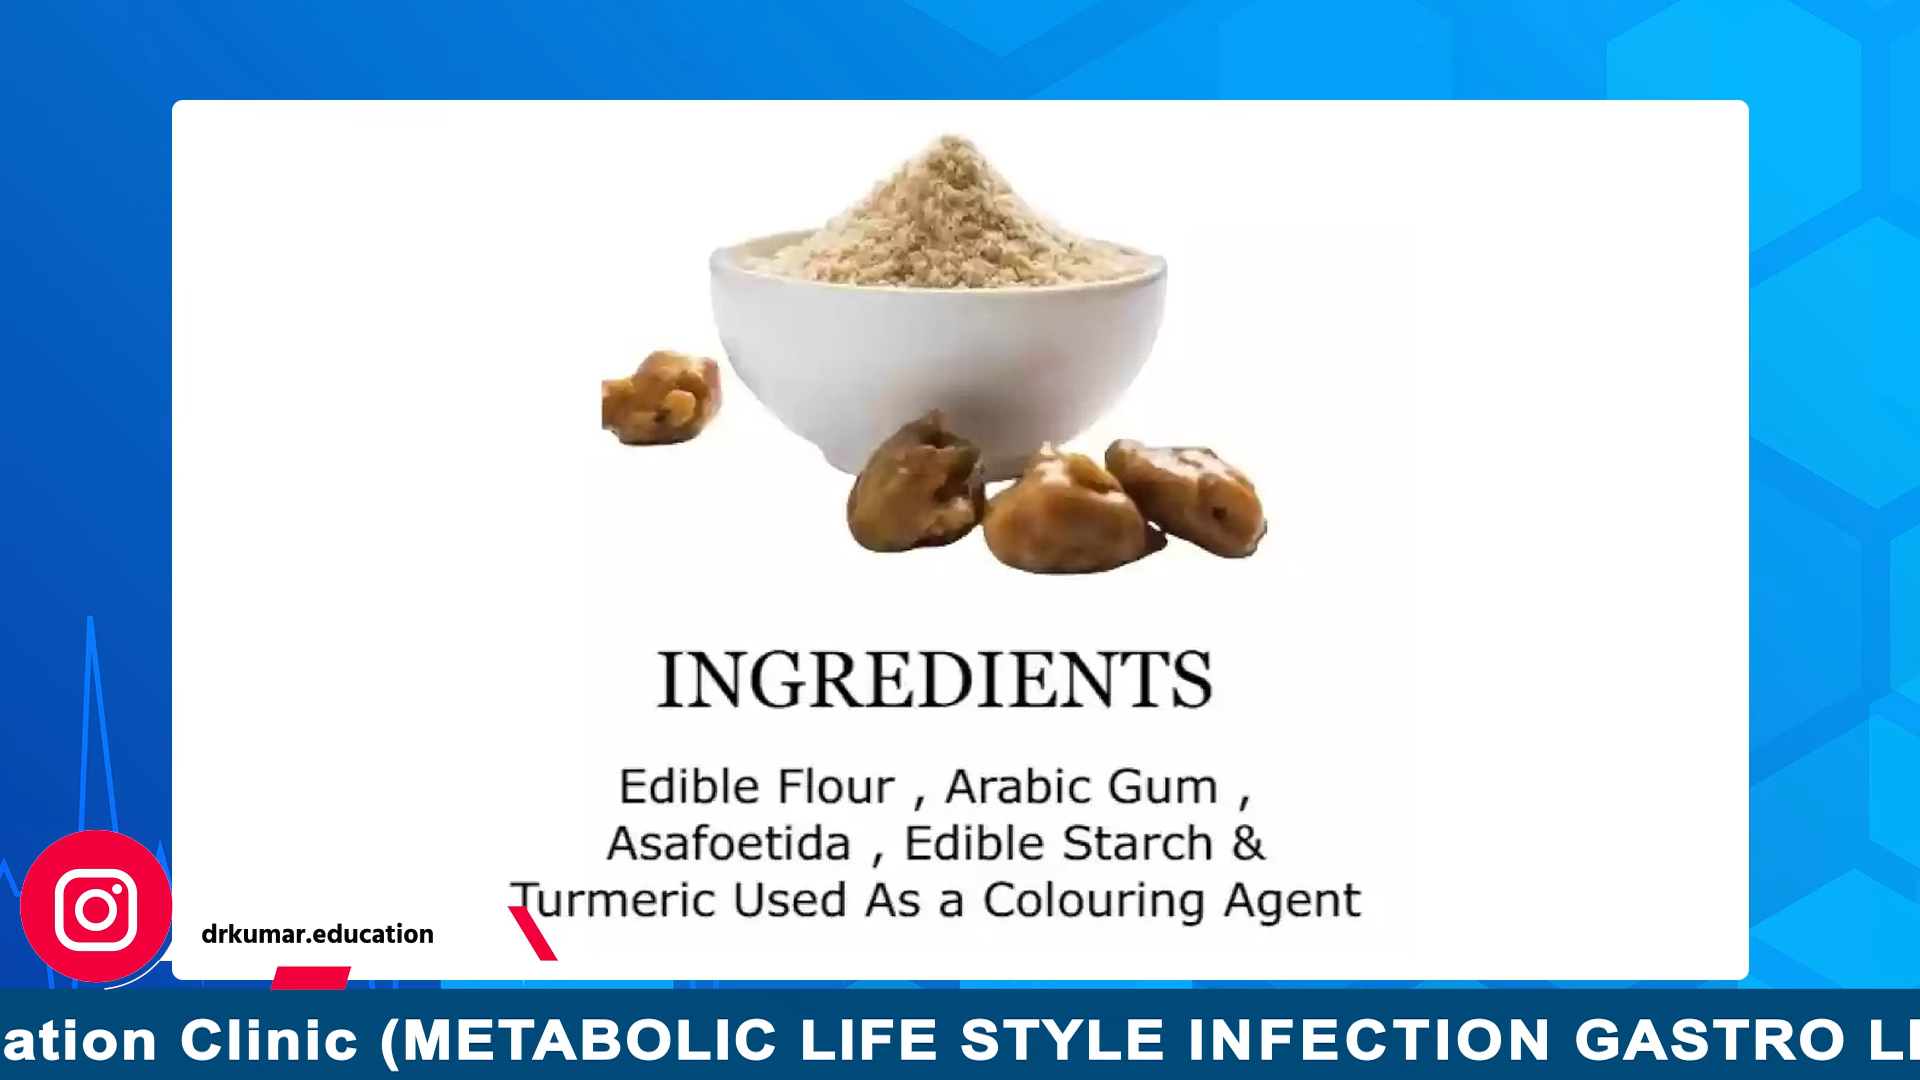 INGREDIENTS
Edible Flour , Arabic Gum ,
Asafoetida , Edible Starch &
Turmeric Used As a Colouring Agent
drkumar.education
ation Clinic (METABOLIC LIFE STYLE INFECTION GASTRO LI